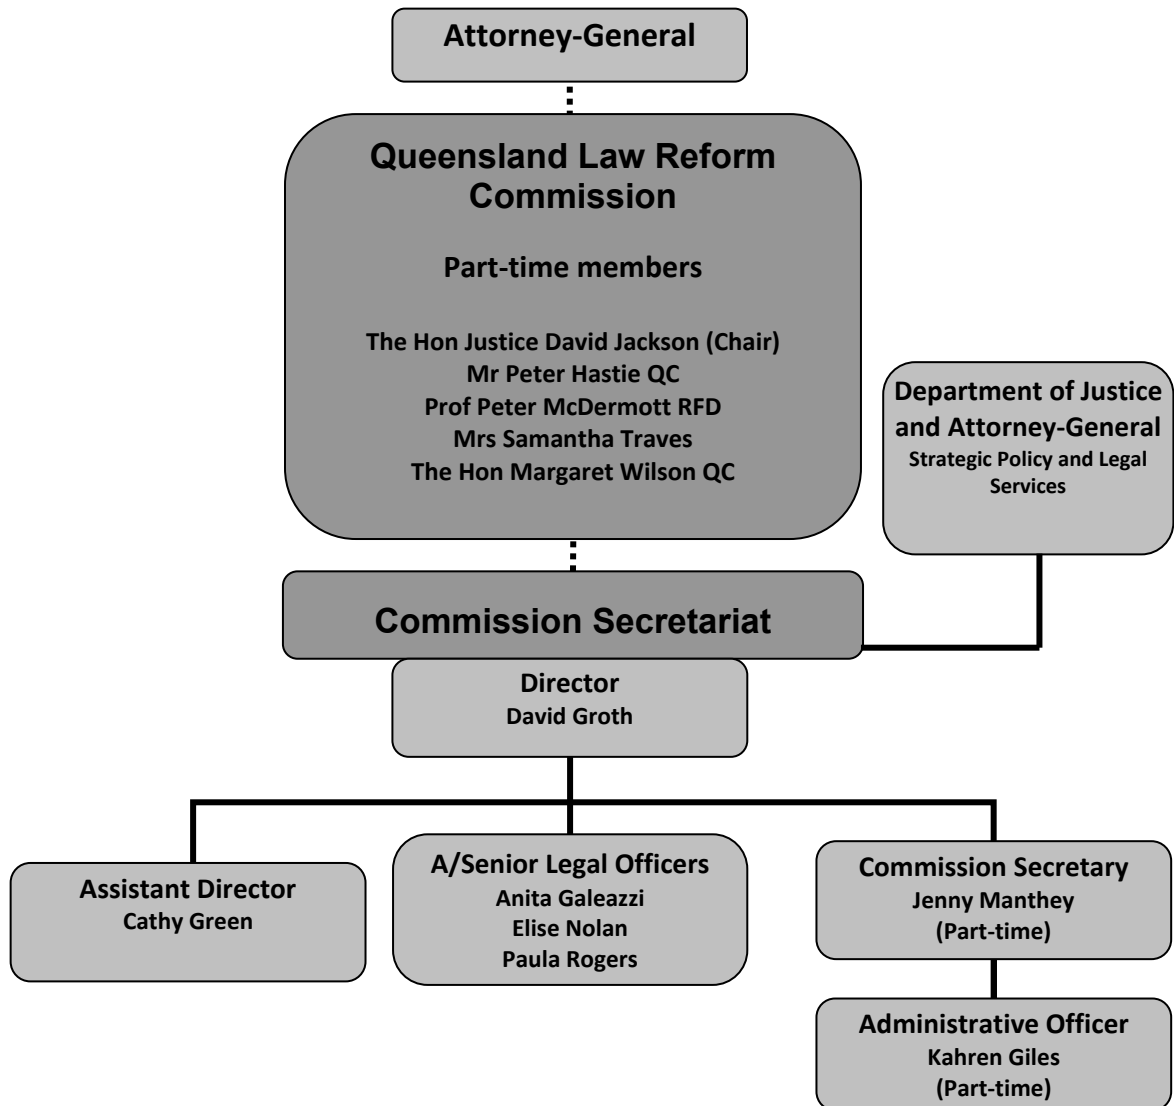 Attorney-General
Queensland Law Reform
Commission
Part-time members
The Hon Justice David Jackson (Chair)
Mr Peter Hastie QC
Prof Peter McDermott RFD
Mrs Samantha Traves
The Hon Margaret Wilson QC
Department of Justice
and Attorney-General
Strategic Policy and Legal
Services
Commission Secretariat
Director
David Groth
Assistant Director
Cathy Green
A/Senior Legal Officers
Anita Galeazzi
Elise Nolan
Paula Rogers
Commission Secretary
Jenny Manthey
(Part-time)
Administrative Officer
Kahren Giles
(Part-time)